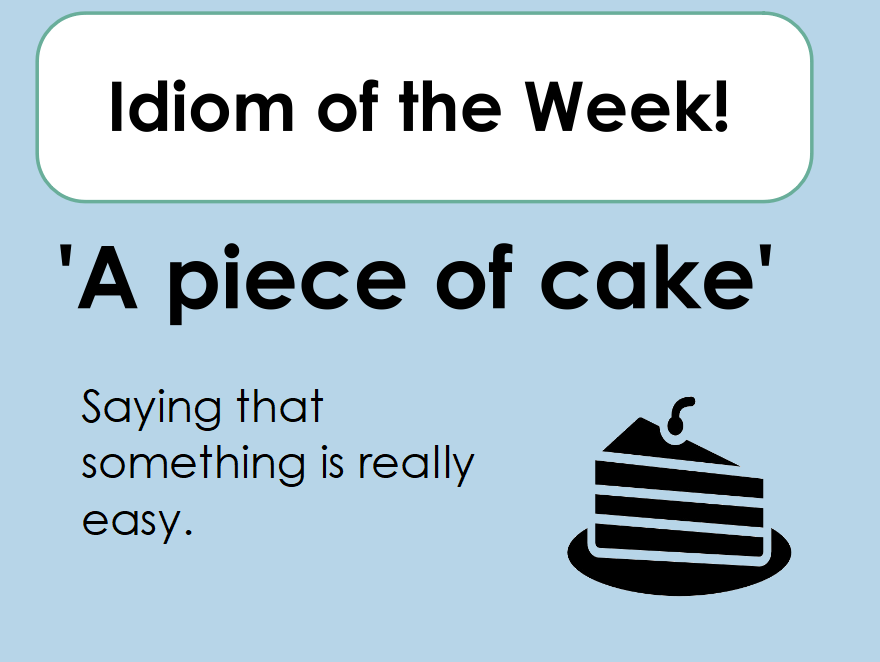 Idiom of the Week!
'A piece of cake'
Saying that
something is really
easy.